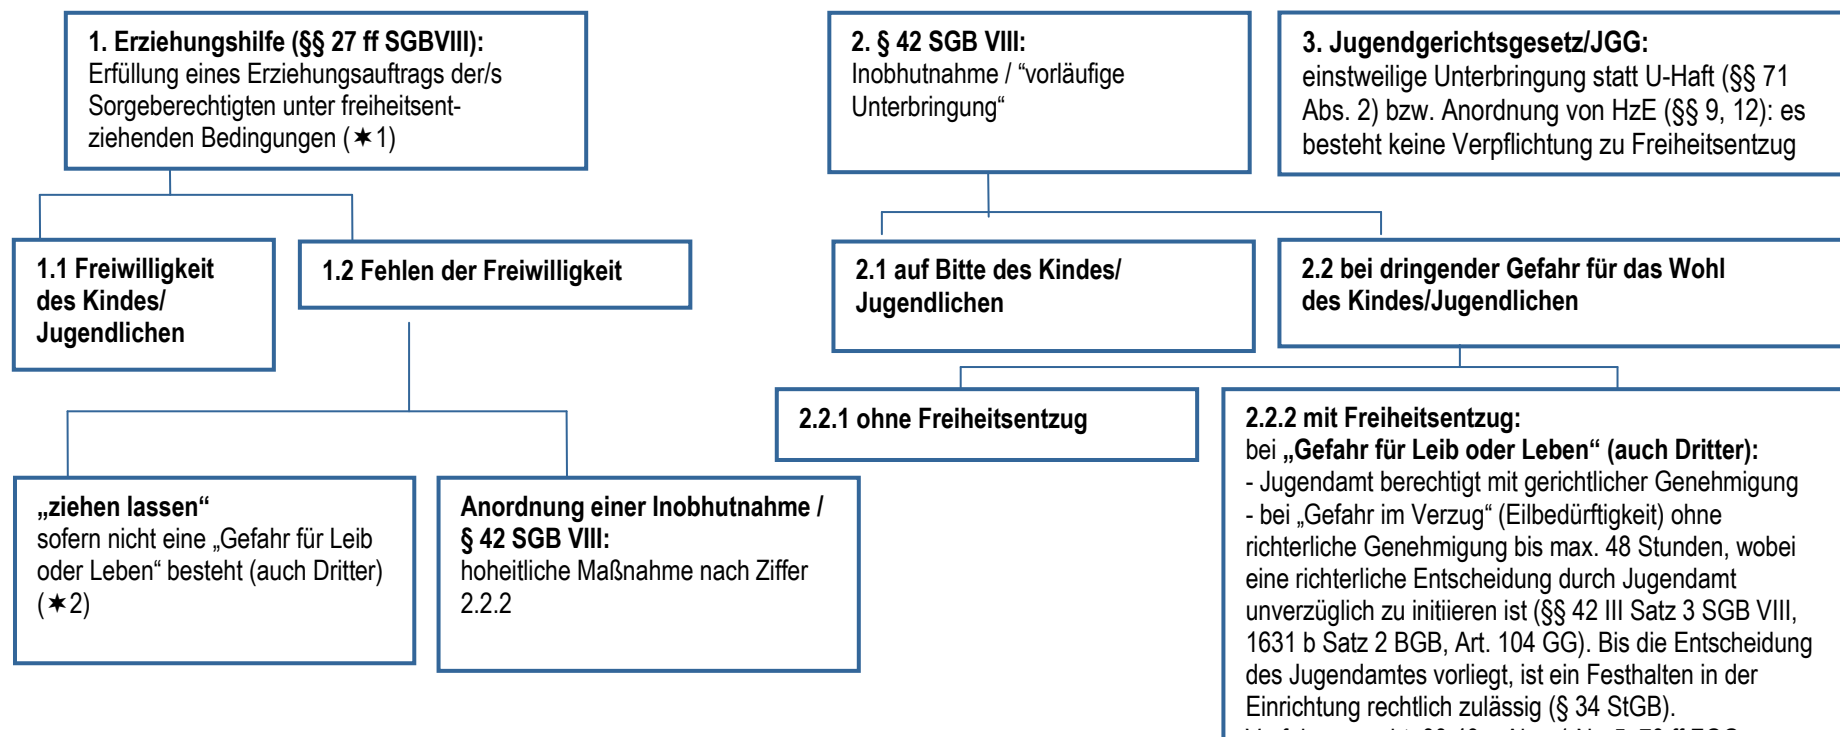 1. Erziehungshilfe (§§ 27 ff SGBVIII):
Erfüllung eines Erziehungsauftrags der/s
Sorgeberechtigten unter freiheitsent-
ziehenden Bedingungen (✶1)
2. § 42 SGB VIII:
Inobhutnahme / “vorläufige
Unterbringung“
3. Jugendgerichtsgesetz/JGG:
einstweilige Unterbringung statt U-Haft (§§ 71
Abs. 2) bzw. Anordnung von HzE (§§ 9, 12): es
besteht keine Verpflichtung zu Freiheitsentzug
1.1 Freiwilligkeit
des Kindes/
Jugendlichen
1.2 Fehlen der Freiwilligkeit
2.1 auf Bitte des Kindes/
Jugendlichen
2.2 bei dringender Gefahr für das Wohl
des Kindes/Jugendlichen
„ziehen lassen“
sofern nicht eine „Gefahr für Leib
oder Leben“ besteht (auch Dritter)
(✶2)
Anordnung einer Inobhutnahme /
§ 42 SGB VIII:
hoheitliche Maßnahme nach Ziffer
2.2.2
2.2.1 ohne Freiheitsentzug
2.2.2 mit Freiheitsentzug:
bei „Gefahr für Leib oder Leben“ (auch Dritter):
- Jugendamt berechtigt mit gerichtlicher Genehmigung
- bei „Gefahr im Verzug“ (Eilbedürftigkeit) ohne
richterliche Genehmigung bis max. 48 Stunden, wobei
eine richterliche Entscheidung durch Jugendamt
unverzüglich zu initiieren ist (§§ 42 III Satz 3 SGB VIII,
1631 b Satz 2 BGB, Art. 104 GG). Bis die Entscheidung
des Jugendamtes vorliegt, ist ein Festhalten in der
Einrichtung rechtlich zulässig (§ 34 StGB).